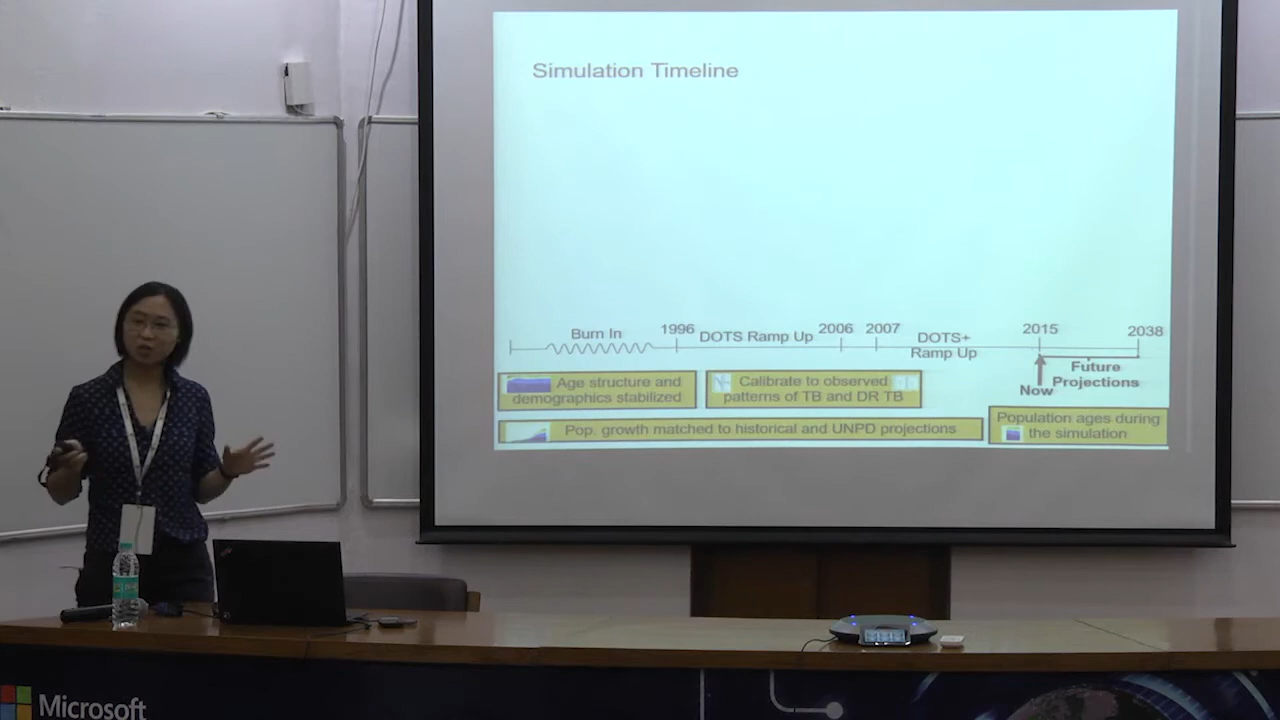 Simulation Timeline
Burn In
1996
DOTS Ramp Up
2006
2007
DOTS+
Ramp Up
2015
2038
Now
Future
Projections
Age structure and
demographics stabilized
Calibrate to observed
patterns of TB and DR TB
Pop. growth matched to historical and UNPD projections
Population ages during
the simulation
Microsoft